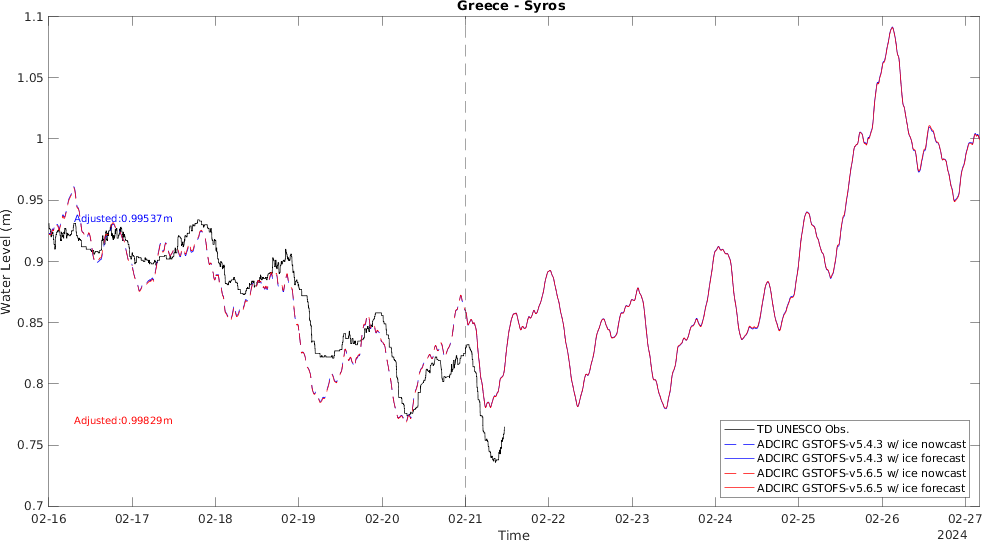 Greece - Syros
Water Level (m)
1.1
1.05
1
0.95
0.9
0.85
0.8
0.75
0.7
Adjusted:0.99537m
Adjusted:0.99829m
TD UNESCO Obs.
ADCIRC GSTOFS-v5.4.3 w/ ice nowcast
ADCIRC GSTOFS-v5.4.3 w/ ice forecast
ADCIRC GSTOFS-v5.6.5 w/ ice nowcast
ADCIRC GSTOFS-v5.6.5 w/ ice forecast
02-16 02-17 02-18 02-19 02-20 02-21 02-22 02-23 02-24 02-25 02-26 02-27
Time
2024